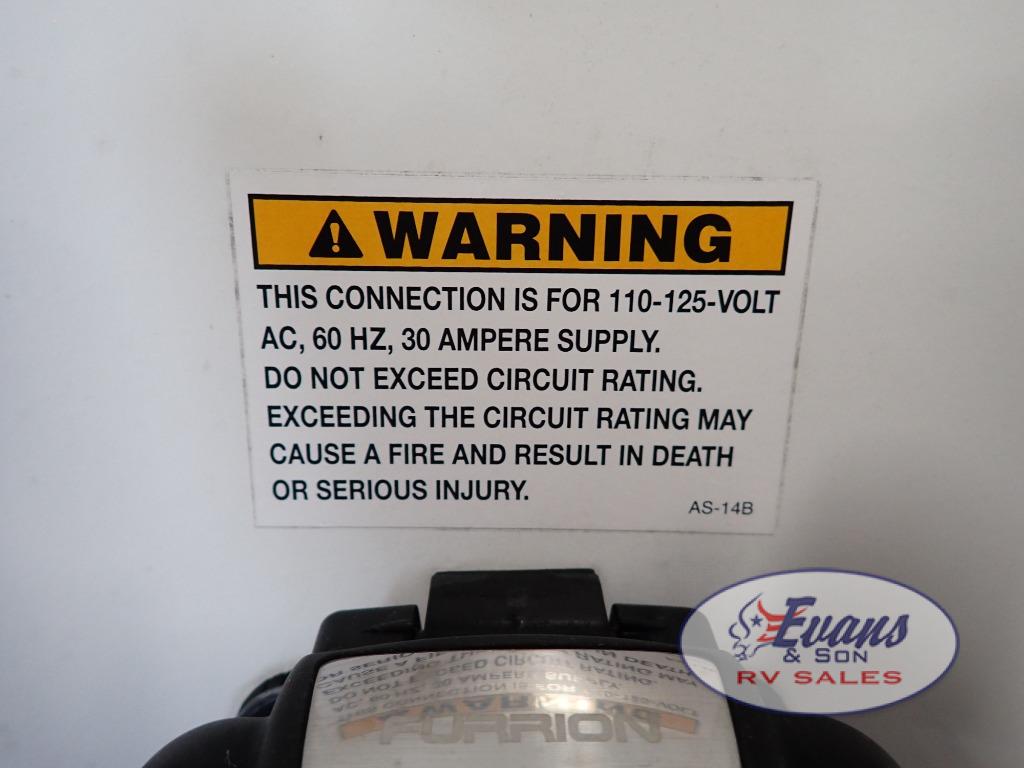 WARNING
THIS CONNECTION IS FOR 110-125-VOLT
AC, 60 HZ, 30 AMPERE SUPPLY.
DO NOT EXCEED CIRCUIT RATING.
EXCEEDING THE CIRCUIT RATING MAY
CAUSE A FIRE AND RESULT IN DEATH
OR SERIOUS INJURY.
AS-14B
Evans
& SON
RV SALES
FURRION